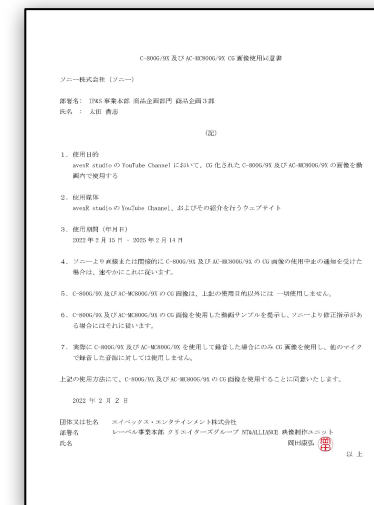 C-800G/9X 及び AC-MC800G/9X CG 画像使用同意書
ソニー株式会社 (ソニー)
部署名: IP&S 事業本部 商品企画部門 商品企画3部
氏名 : 太田 貴志
(記)
1. 使用目的
avexR studio の YouTube Channel において、CG 化された C-800G/9X 及び AC-MC800G/9X の画像を動
画内で使用する
2. 使用媒体
avexR studio の YouTube Channel、およびその紹介を行うウェブサイト
3. 使用期間 (年月日)
2022 年 2 月 15 日 - 2025 年 2 月 14 日
4. ソニーより直接または間接的に C-800G/9X 及び AC-MC800G/9X の CG 画像の使用中止の通知を受けた
場合は、速やかにこれに従います。
5. C-800G/9X 及び AC-MC800G/9X の CG 画像は、上記の使用目的以外には 一切使用しません。
6. C-800G/9X 及び AC-MC800G/9X の CG 画像を使用した動画サンプルを提示し、ソニーより修正指示があ
る場合にはそれに従います。
7. 実際に C-800G/9X 及び AC-MC800G/9X を使用して録音した場合にのみ CG 画像を使用し、他のマイク
で録音した音源に対しては使用しません。
上記の使用方法にて、C-800G/9X 及び AC-MC800G/9X の CG 画像を使用することに同意いたします。
2022 年 2 月 2 日
団体又は社名 エイベックス・エンタテインメント株式会社
部署名 レーベル事業本部 クリエイターズグループ NT&ALLIANCE 映像制作ユニット
氏名 岡田康弘
以 上